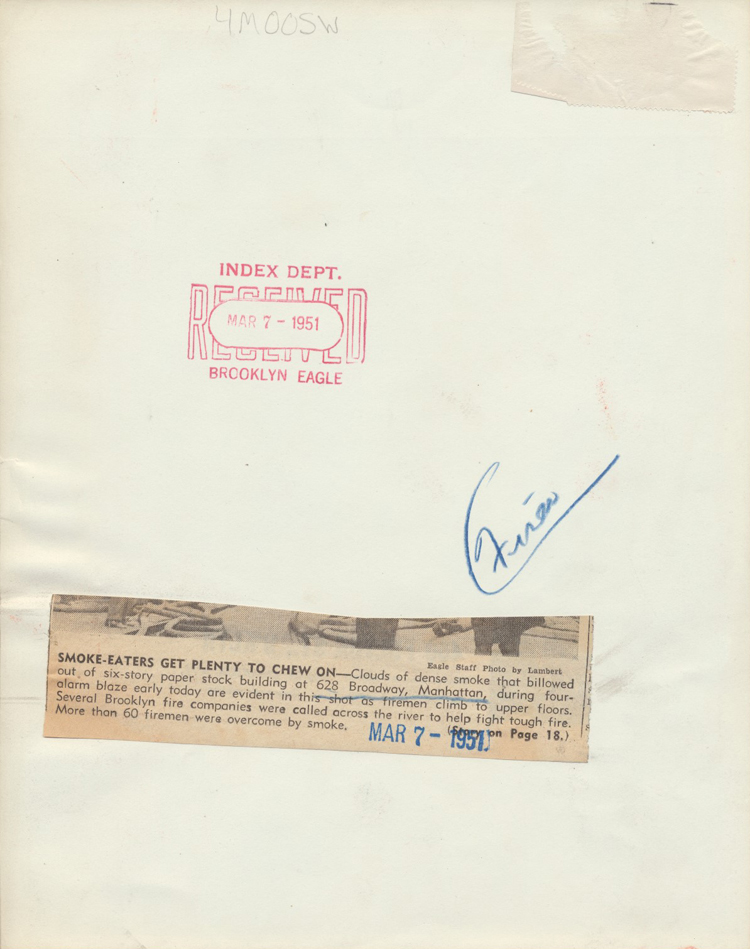 4M005W
INDEX DEPT.
RECEIVED
MAR 7 - 1951
BROOKLYN EAGLE
Fires
Eagle Staff Photo by Lambert
SMOKE-EATERS GET PLENTY TO CHEW ON—Clouds of dense smoke that billowed
out of six-story paper stock building at 628 Broadway, Manhattan, during four-
alarm blaze early today are evident in this shot as firemen climb to upper floors.
Several Brooklyn fire companies were called across the river to help fight tough fire.
More than 60 firemen were overcome by smoke. (Story on Page 18.)
MAR 7 - 1951